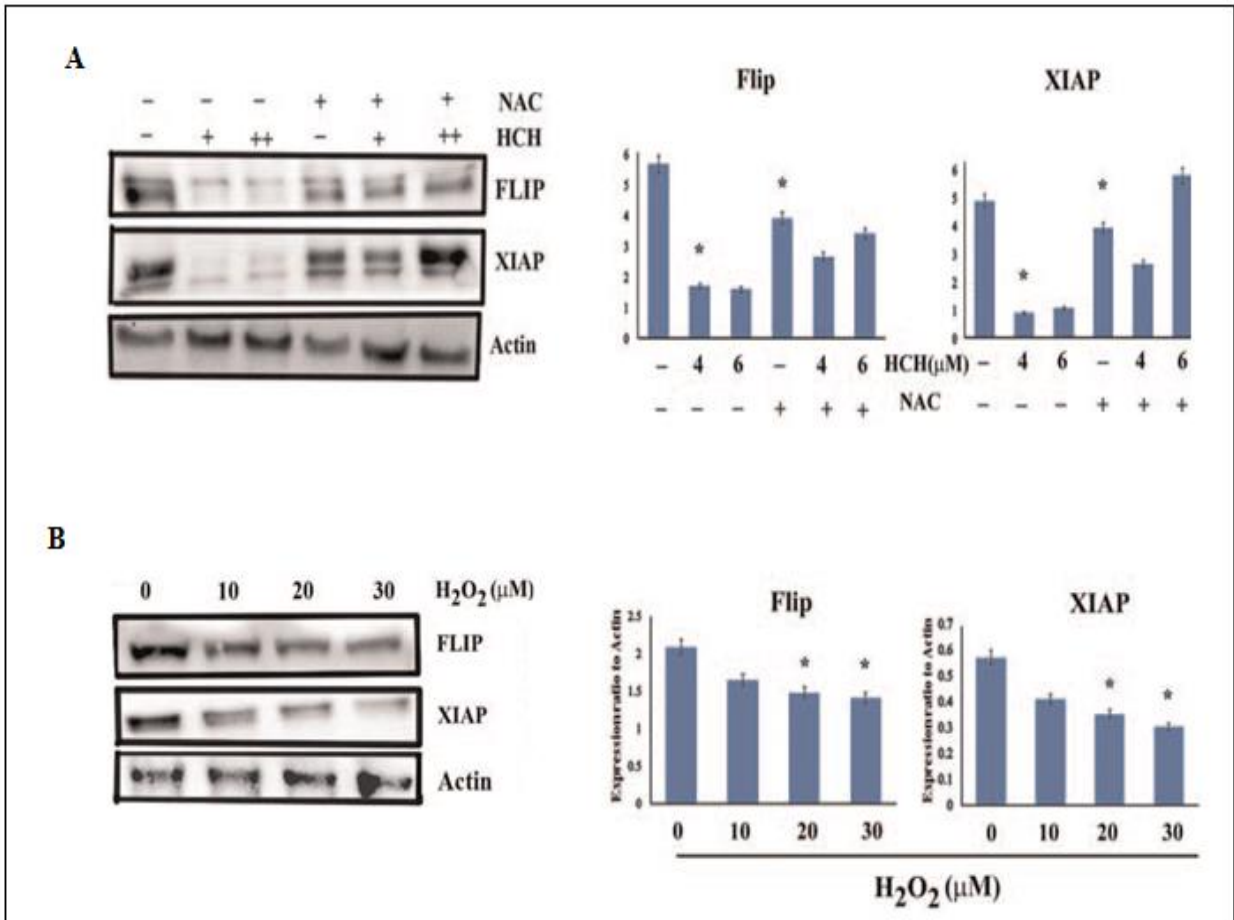 A
Flip XIAP
− − − + + + NAC
− + ++ − + ++ HCH
FLIP
XIAP
Actin
6
5
4
3
2
1
0
6
5
4
3
2
1
0
* *
* *
− 4 6 − 4 6 HCH(μM) − 4 6 − 4 6
− − − + + + NAC − − − + + +
B
0 10 20 30 H₂O₂ (μM)
FLIP
XIAP
Actin
Flip XIAP
Expression ratio to Actin
2.5
2
1.5
1
0.5
0
* *
0 10 20 30
Expression ratio to Actin
0.7
0.6
0.5
0.4
0.3
0.2
0.1
0
* *
0 10 20 30
H₂O₂ (μM)